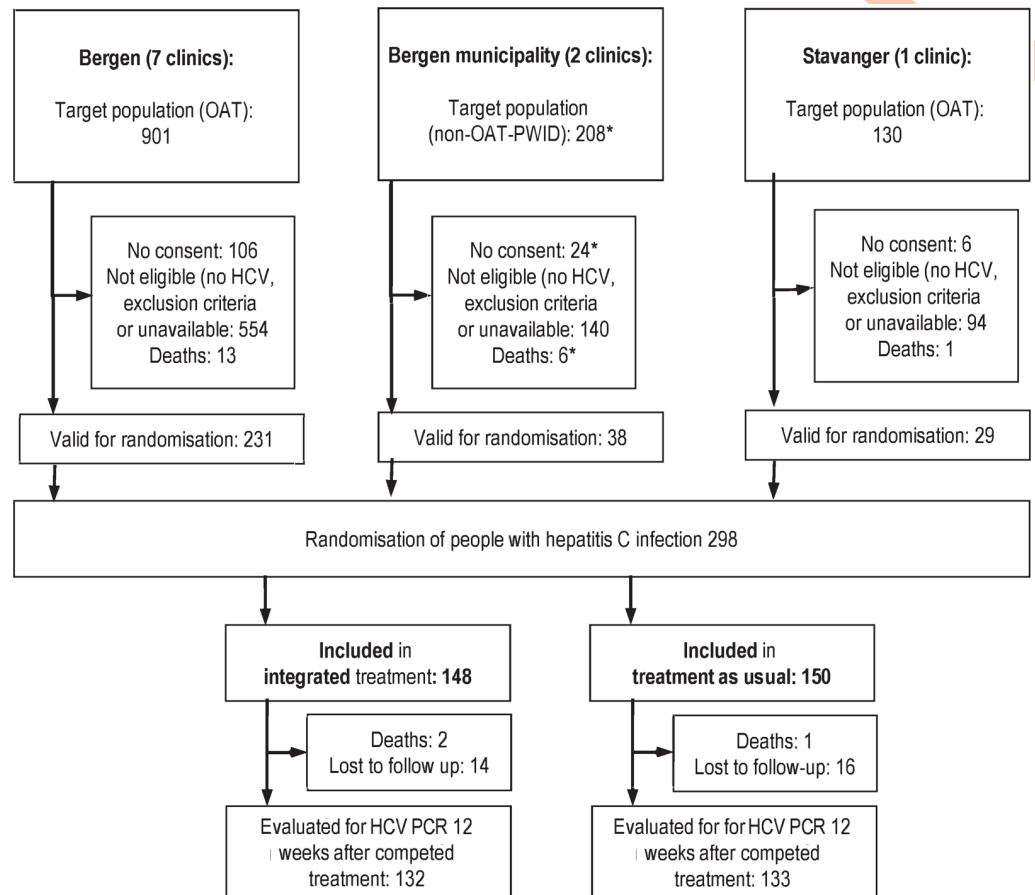 Bergen (7 clinics):
Target population (OAT):
901
Bergen municipality (2 clinics):
Target population
(non-OAT-PWID): 208*
Stavanger (1 clinic):
Target population (OAT):
130
No consent: 106
Not eligible (no HCV,
exclusion criteria
or unavailable: 554
Deaths: 13
No consent: 24*
Not eligible (no HCV,
exclusion criteria
or unavailable: 140
Deaths: 6*
No consent: 6
Not eligible (no HCV,
exclusion criteria
or unavailable: 94
Deaths: 1
Valid for randomisation: 231
Valid for randomisation: 38
Valid for randomisation: 29
Randomisation of people with hepatitis C infection 298
Included in
integrated treatment: 148
Included in
treatment as usual: 150
Deaths: 2
Lost to follow up: 14
Deaths: 1
Lost to follow-up: 16
Evaluated for HCV PCR 12
weeks after competed
treatment: 132
Evaluated for for HCV PCR 12
weeks after competed
treatment: 133